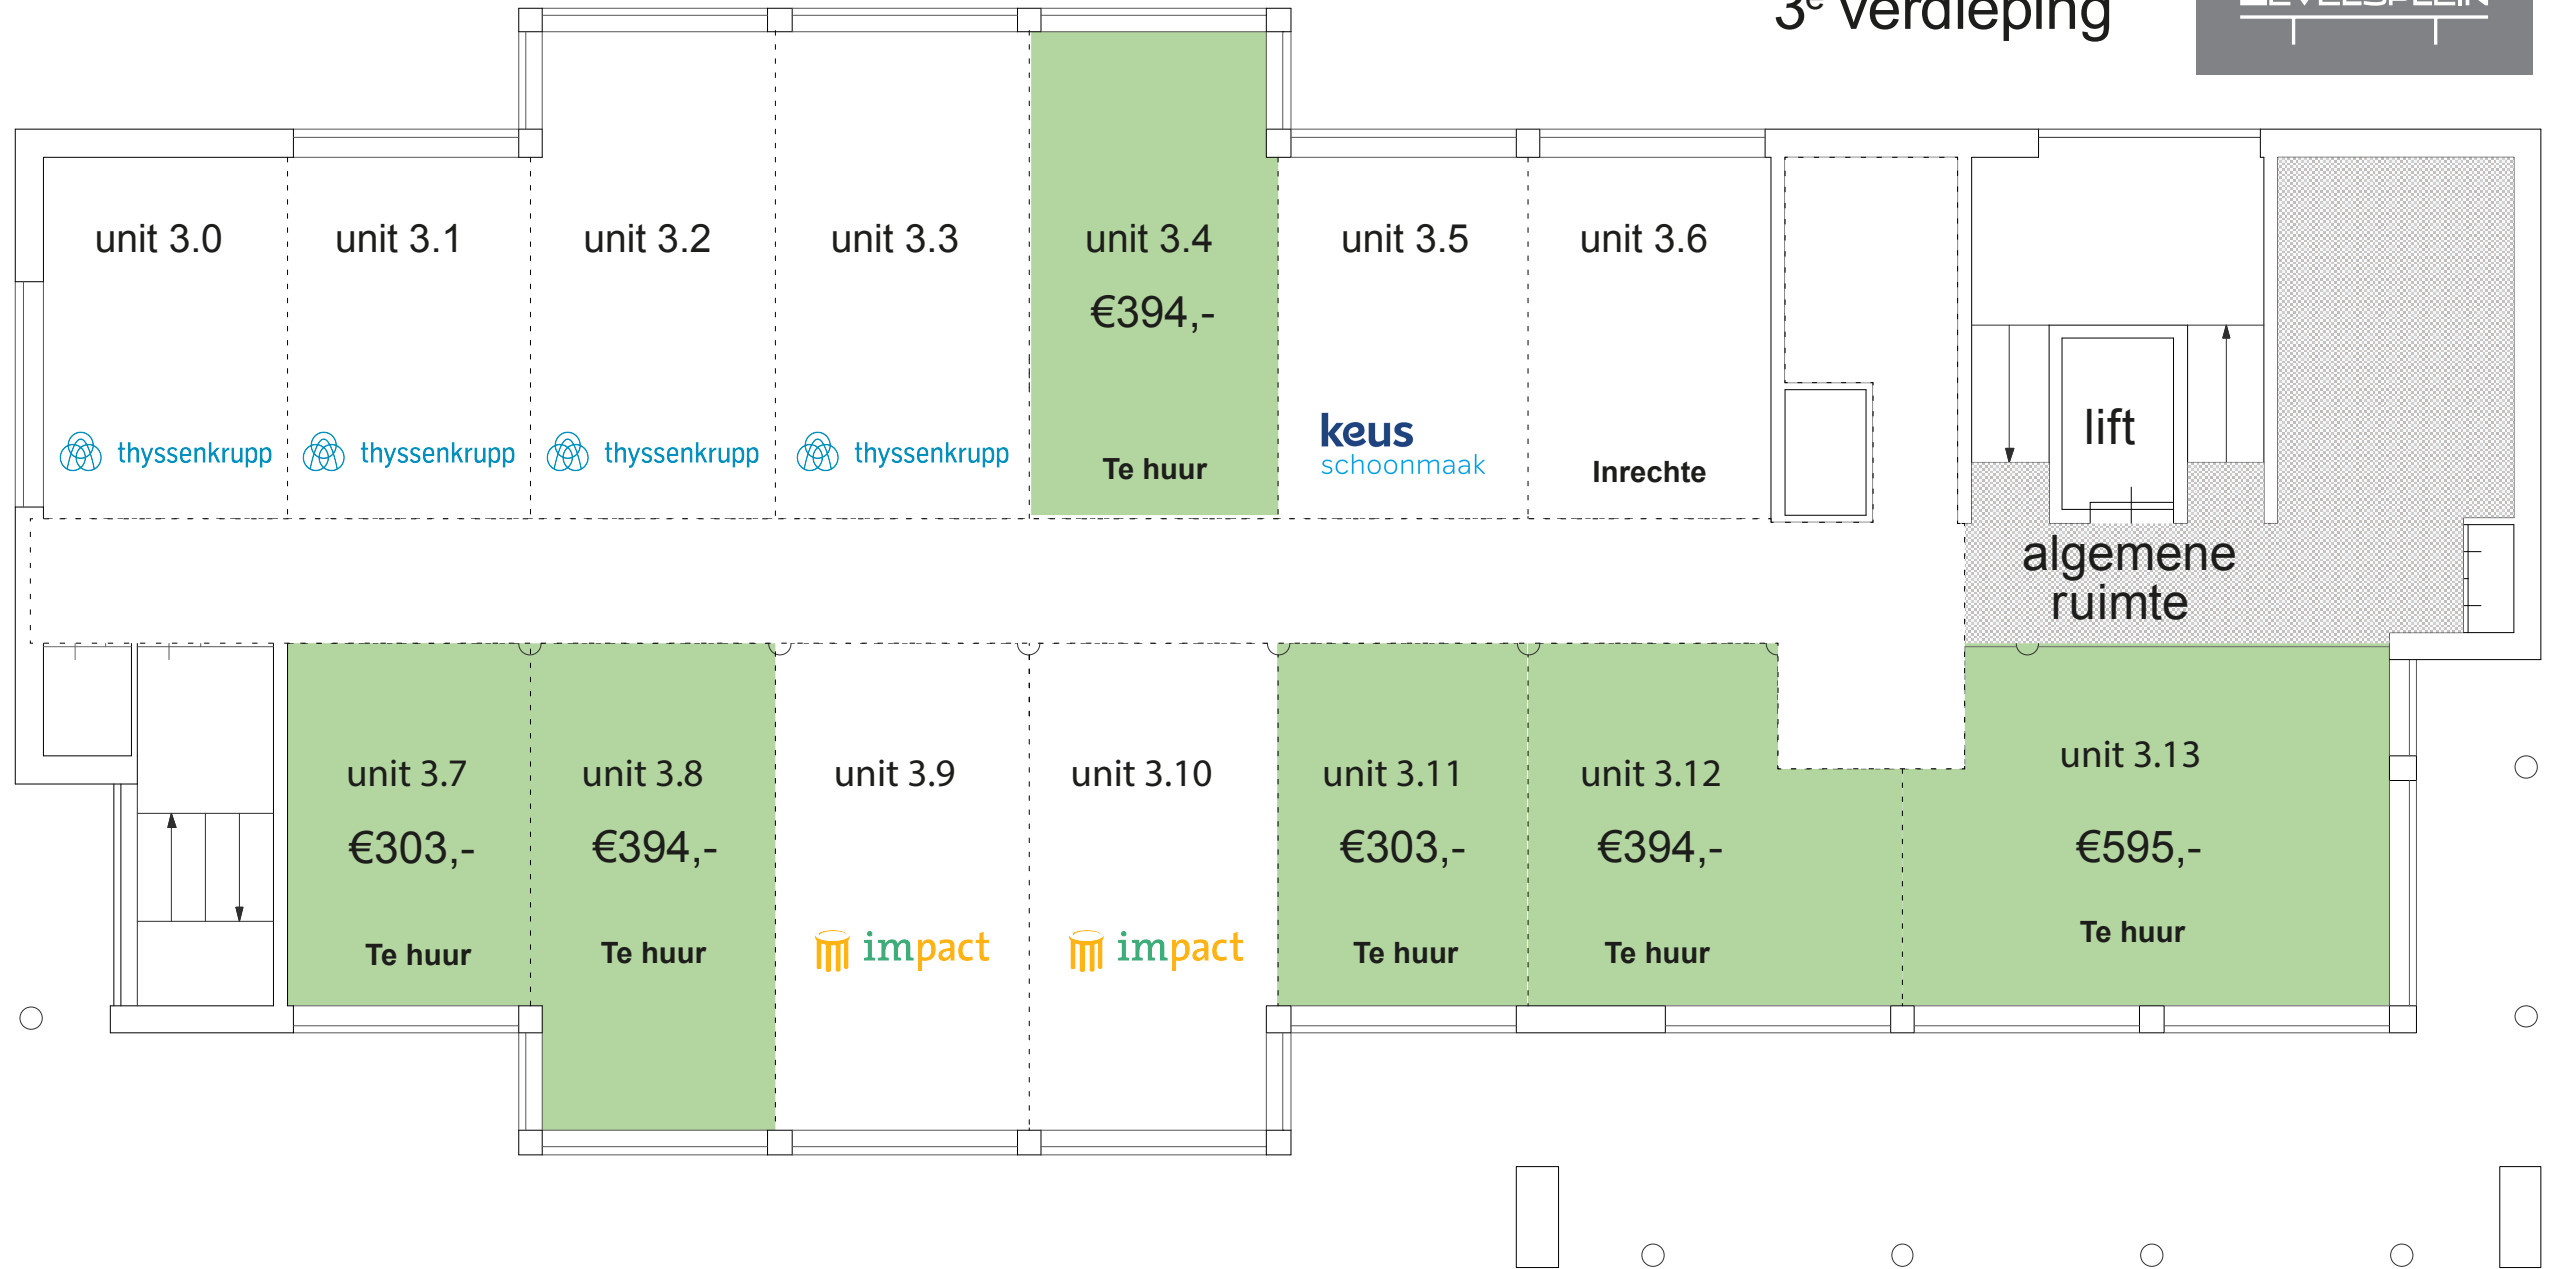 3e verdieping
unit 3.0
unit 3.1
unit 3.2
unit 3.3
unit 3.4
unit 3.5
unit 3.6
€394,-
thyssenkrupp
thyssenkrupp
thyssenkrupp
thyssenkrupp
Te huur
keus
schoonmaak
Inrechte
lift
algemene
ruimte
unit 3.7
unit 3.8
unit 3.9
unit 3.10
unit 3.11
unit 3.12
unit 3.13
€303,-
€394,-
€303,-
€394,-
€595,-
Te huur
Te huur
impact
impact
Te huur
Te huur
Te huur